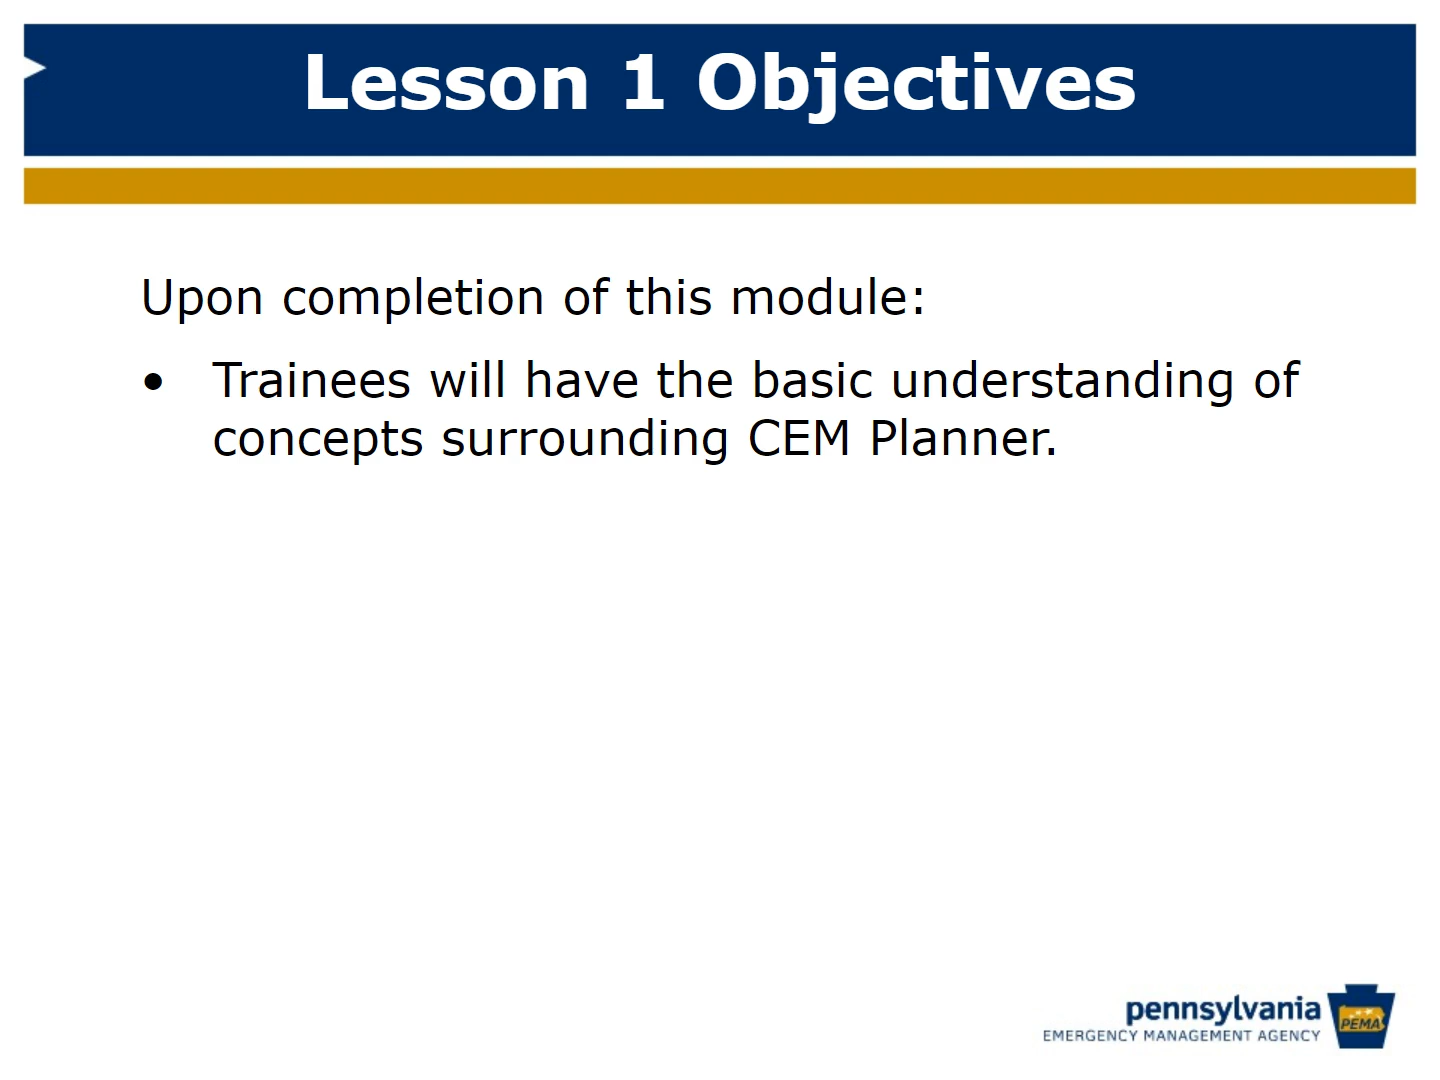 Lesson 1 Objectives
Upon completion of this module:
• Trainees will have the basic understanding of
concepts surrounding CEM Planner.
pennsylvania
EMERGENCY MANAGEMENT AGENCY
PEMA